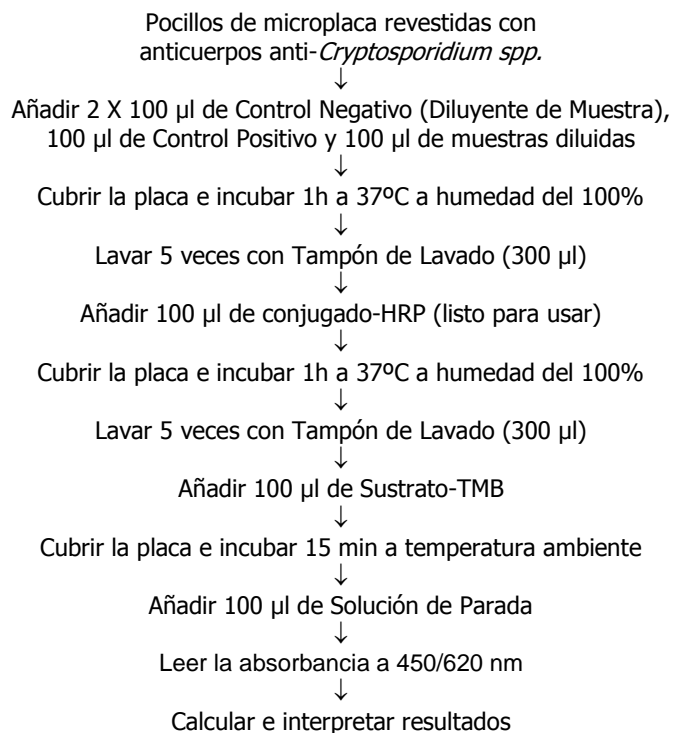 Pocillos de microplaca revestidas con
anticuerpos anti-Cryptosporidium spp.
↓
Añadir 2 X 100 µl de Control Negativo (Diluyente de Muestra),
100 µl de Control Positivo y 100 µl de muestras diluidas
↓
Cubrir la placa e incubar 1h a 37ºC a humedad del 100%
↓
Lavar 5 veces con Tampón de Lavado (300 µl)
↓
Añadir 100 µl de conjugado-HRP (listo para usar)
↓
Cubrir la placa e incubar 1h a 37ºC a humedad del 100%
↓
Lavar 5 veces con Tampón de Lavado (300 µl)
↓
Añadir 100 µl de Sustrato-TMB
↓
Cubrir la placa e incubar 15 min a temperatura ambiente
↓
Añadir 100 µl de Solución de Parada
↓
Leer la absorbancia a 450/620 nm
↓
Calcular e interpretar resultados